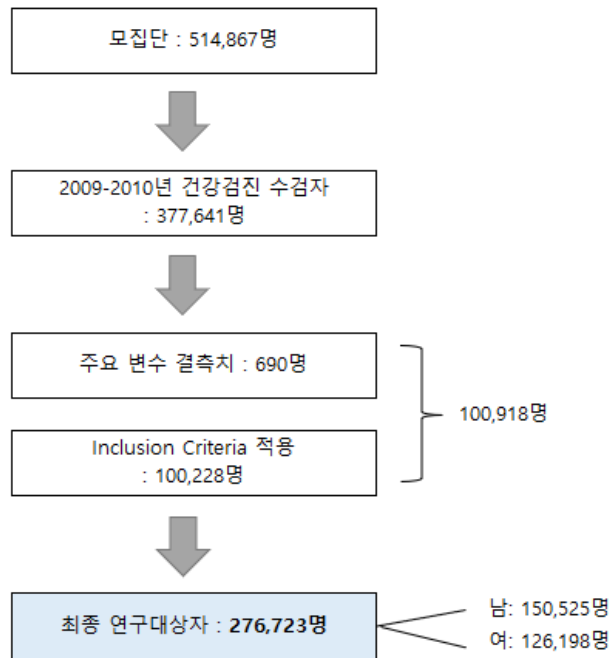 모집단 : 514,867명
2009-2010년 건강검진 수검자
: 377,641명
주요 변수 결측치 : 690명
100,918명
Inclusion Criteria 적용
: 100,228명
최종 연구대상자 : 276,723명
남: 150,525명
여: 126,198명